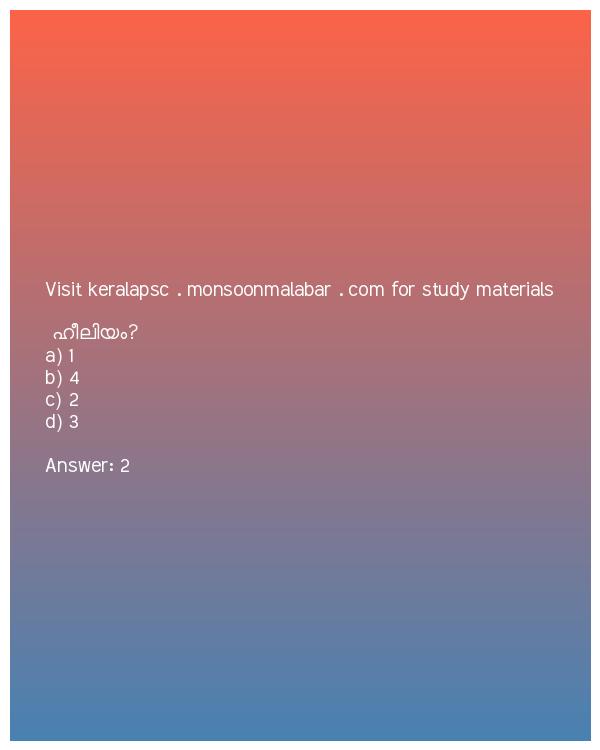 Visit keralapsc . monsoonmalabar . com for study materials
ഹീലിയം?
a) 1
b) 4
c) 2
d) 3
Answer: 2